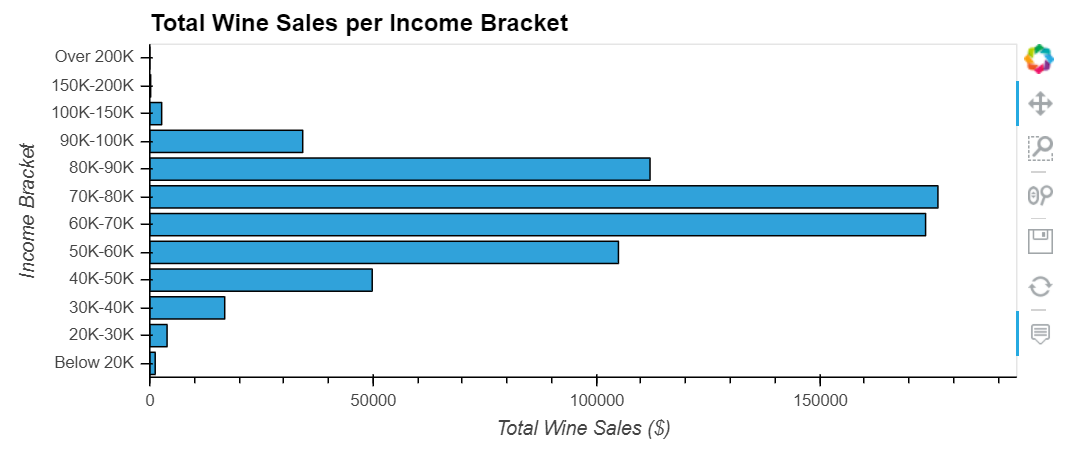 Total Wine Sales per Income Bracket
Over 200K
150K-200K
100K-150K
90K-100K
80K-90K
70K-80K
60K-70K
50K-60K
40K-50K
30K-40K
20K-30K
Below 20K
Income Bracket
0 50000 100000 150000
Total Wine Sales ($)